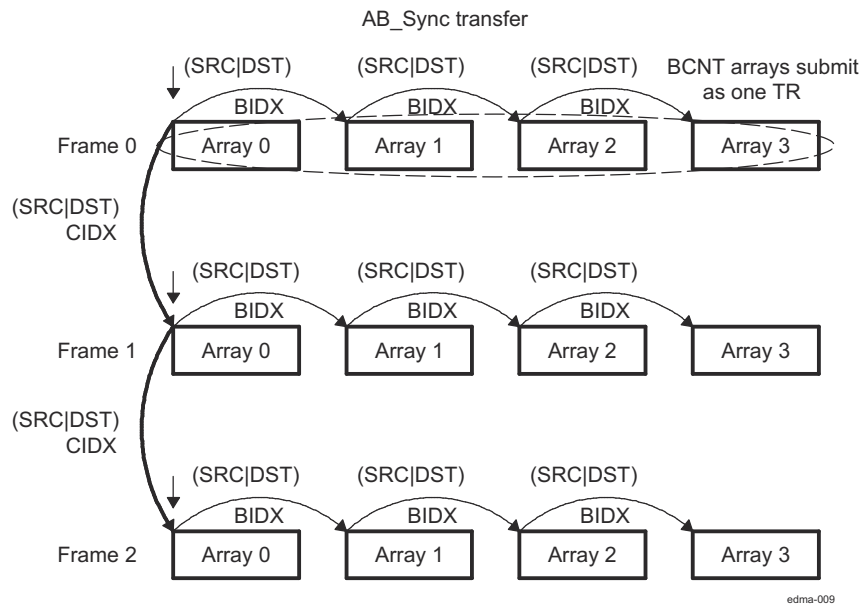 AB_Sync transfer
(SRC|DST) (SRC|DST) (SRC|DST) BCNT arrays submit
as one TR
BIDX BIDX BIDX
Frame 0 Array 0 Array 1 Array 2 Array 3
(SRC|DST)
CIDX
(SRC|DST) (SRC|DST) (SRC|DST)
BIDX BIDX BIDX
Frame 1 Array 0 Array 1 Array 2 Array 3
(SRC|DST)
CIDX
(SRC|DST) (SRC|DST) (SRC|DST)
BIDX BIDX BIDX
Frame 2 Array 0 Array 1 Array 2 Array 3
edma-009